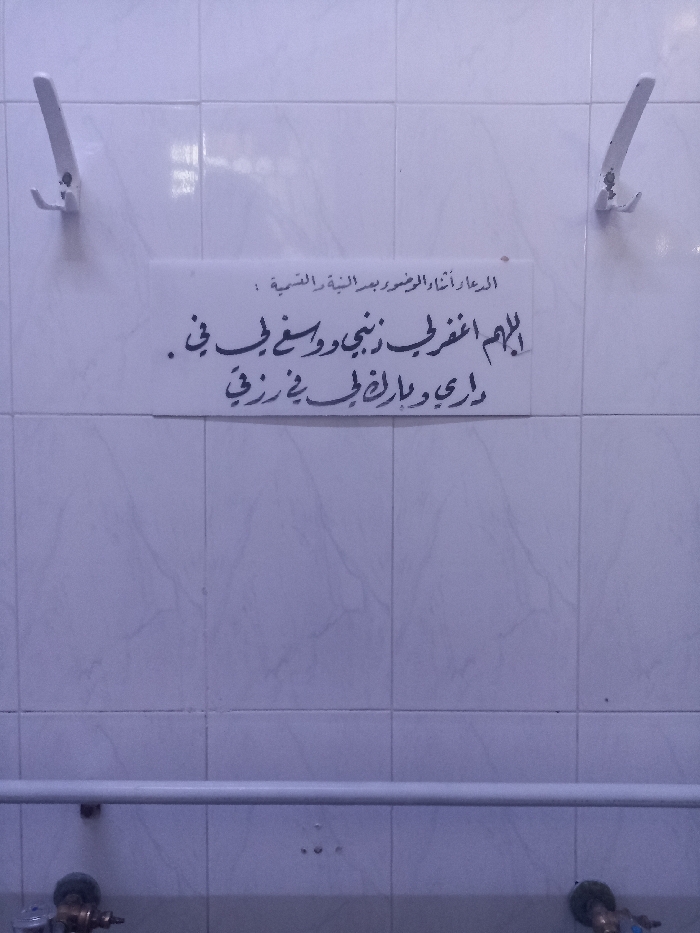 الدعاء أثناء الوضوء بعد النية والتسمية :
اللهم اغفر لي ذنبي ووسع لي في
داري وبارك لي في رزقي